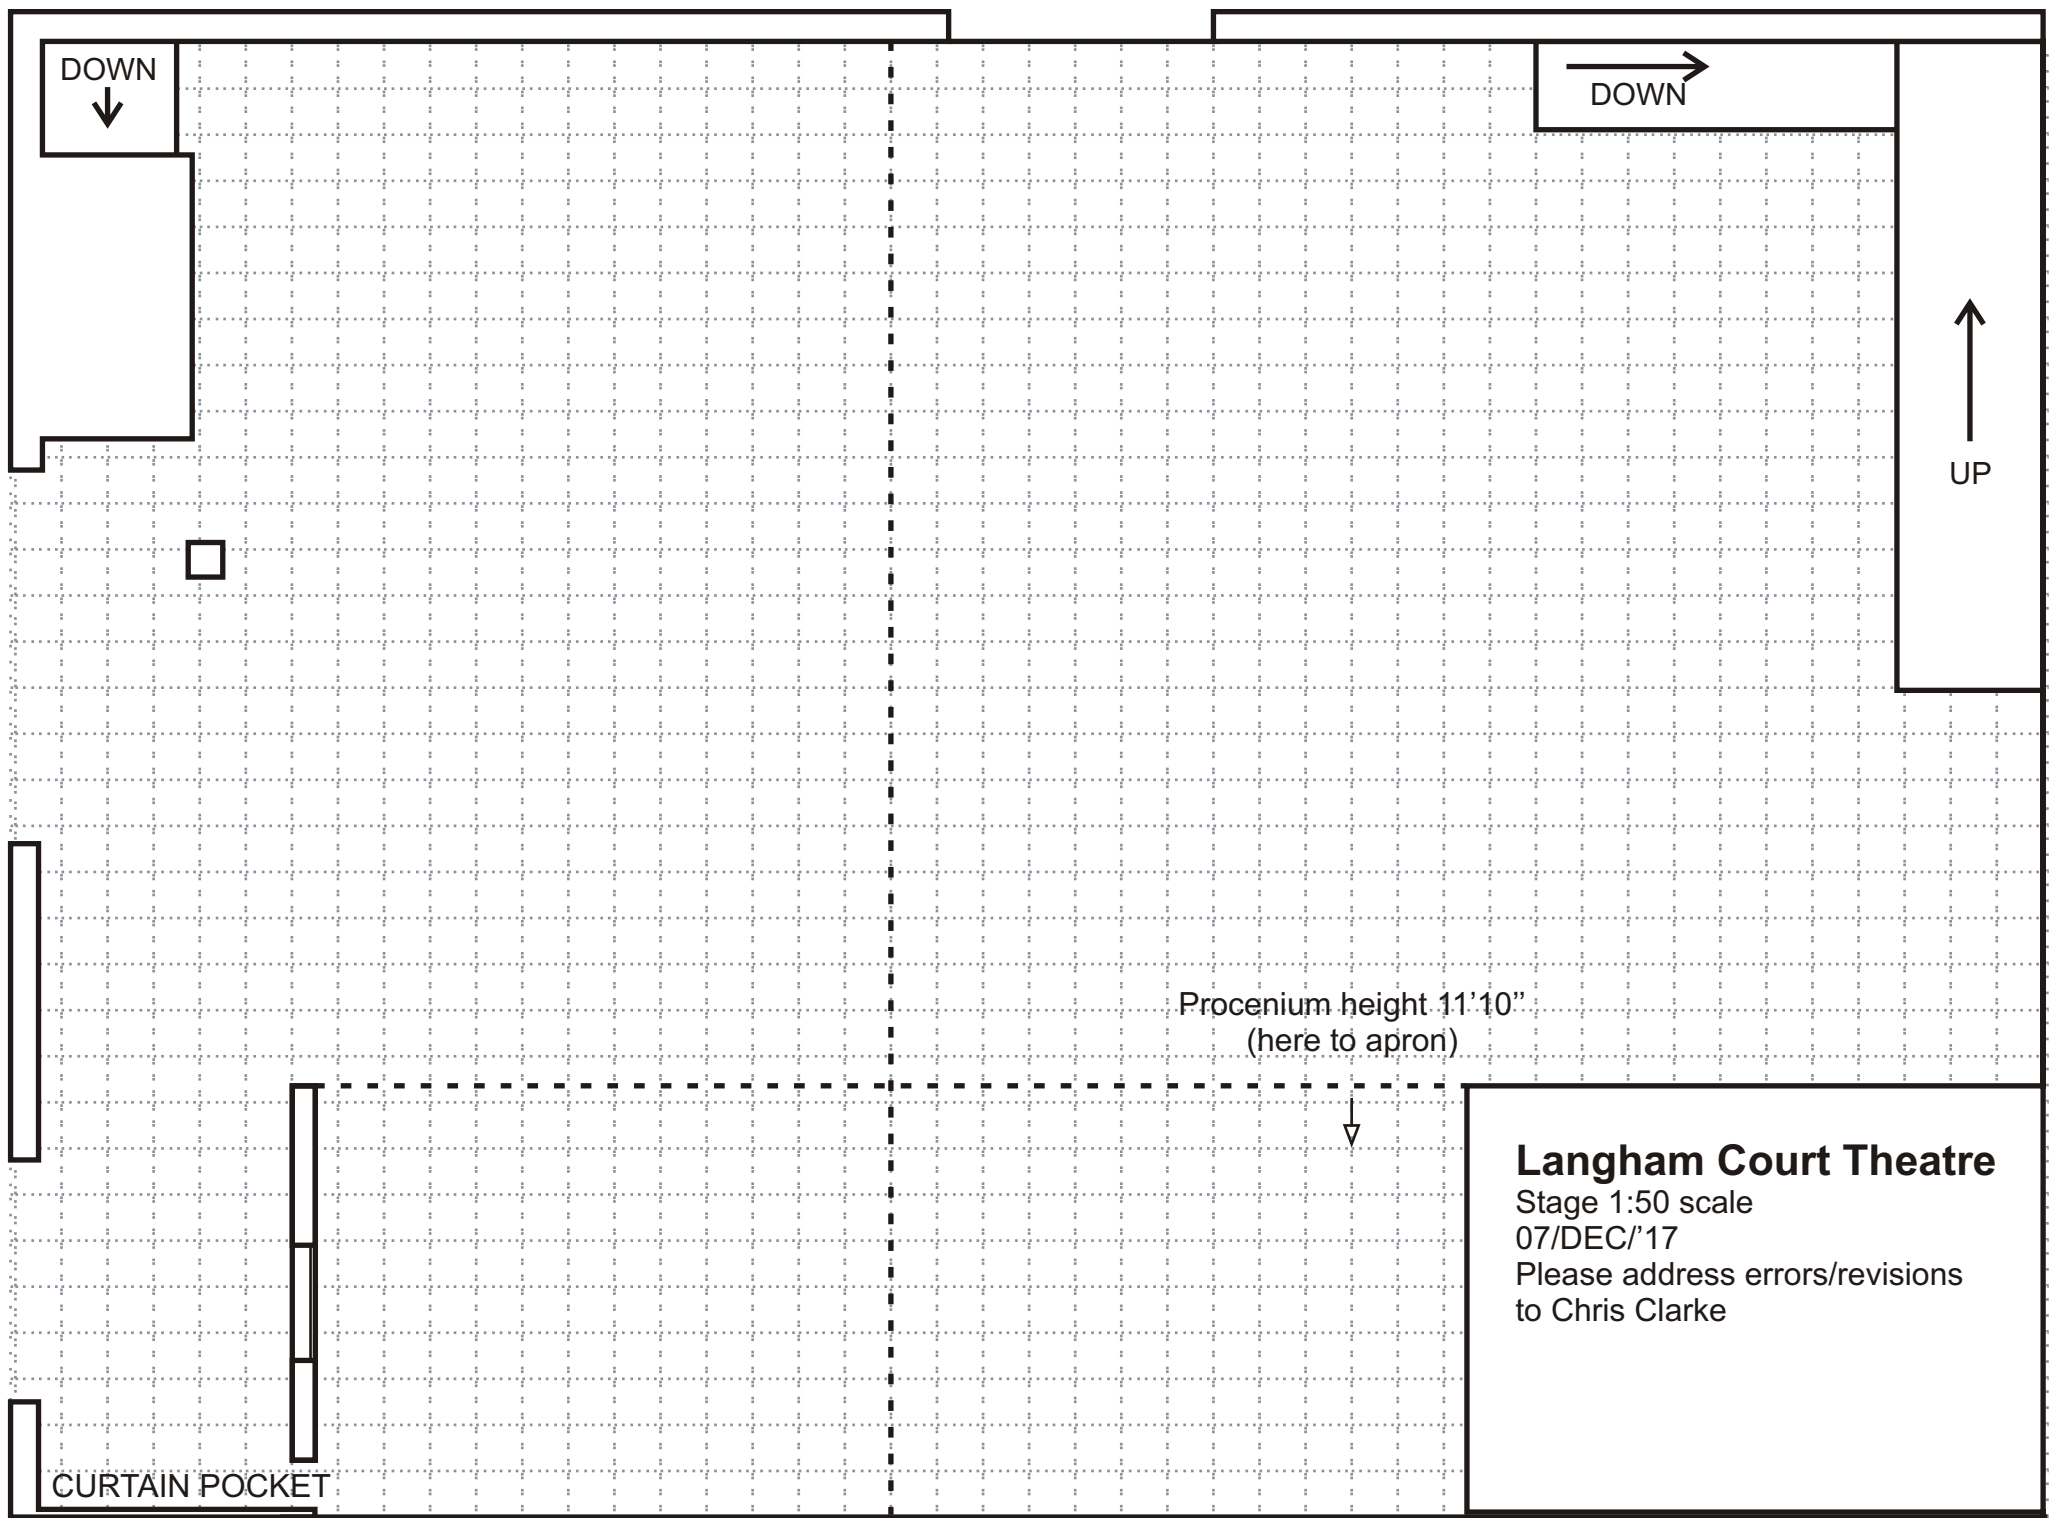 DOWN
DOWN
UP
Procenium height 11’10’’
(here to apron)
Langham Court Theatre
Stage 1:50 scale
07/DEC/’17
Please address errors/revisions
to Chris Clarke
CURTAIN POCKET